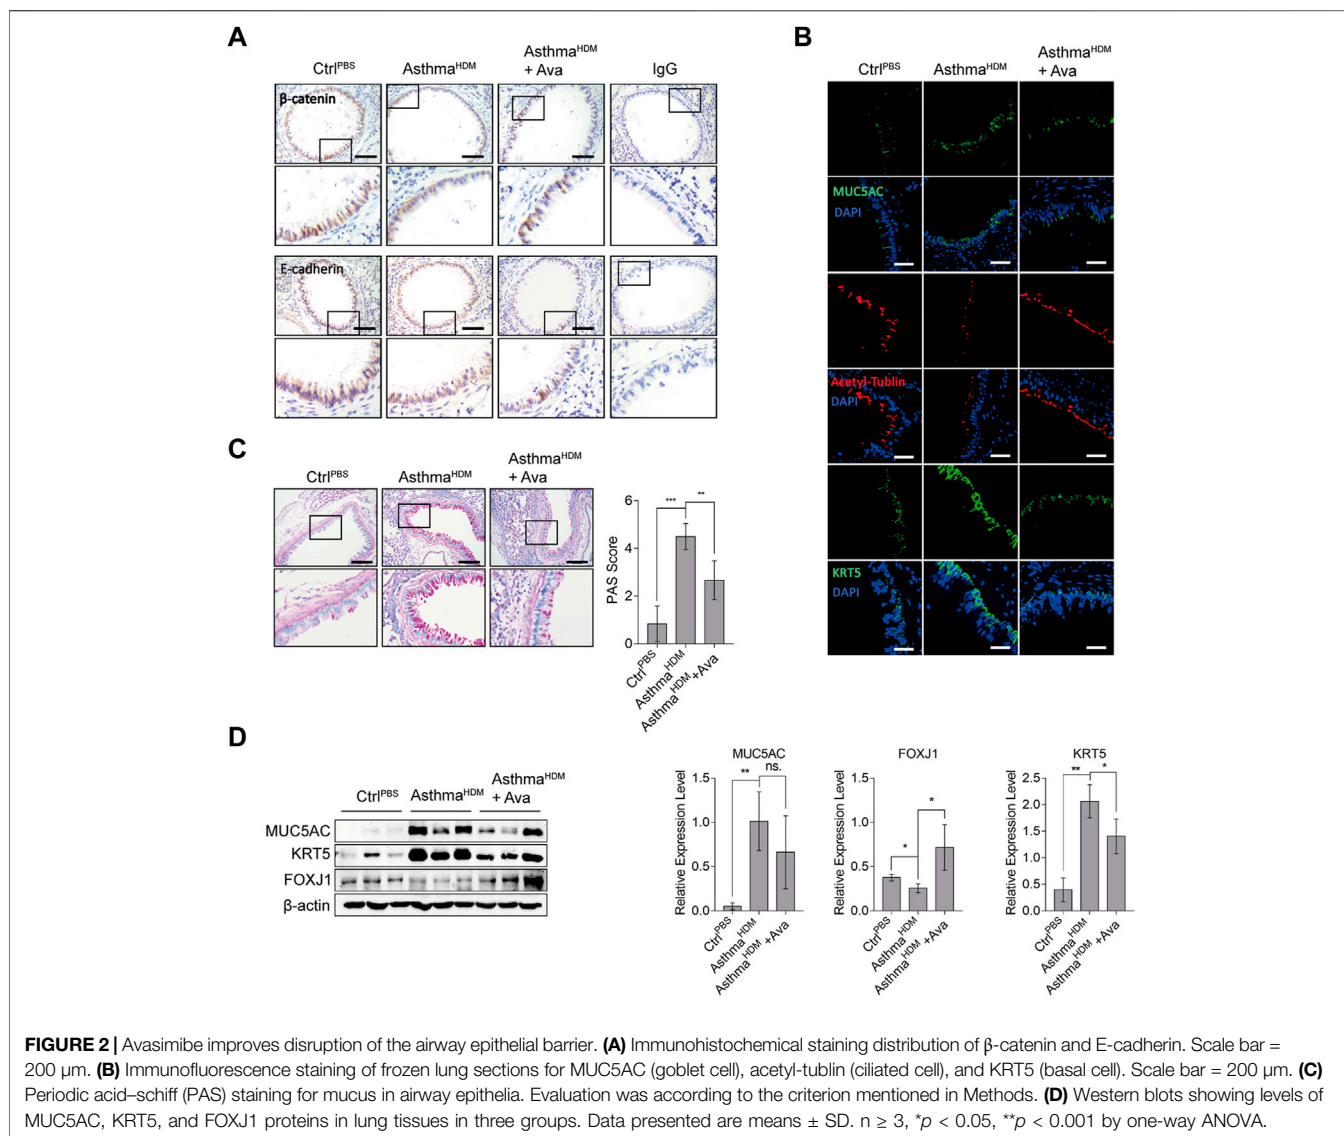 A
Ctrl^PBS Asthma^HDM Asthma^HDM + Ava IgG
β-catenin
E-cadherin
B
Ctrl^PBS Asthma^HDM Asthma^HDM + Ava
MUC5AC
DAPI
Acetyl-Tublin
DAPI
KRT5
DAPI
C
Ctrl^PBS Asthma^HDM Asthma^HDM + Ava
PAS Score
6
4
2
0
*** **
Ctrl^PBS
Asthma^HDM
Asthma^HDM+Ava
D
Ctrl^PBS Asthma^HDM Asthma^HDM + Ava
MUC5AC
KRT5
FOXJ1
β-actin
MUC5AC
Relative Expression Level
1.5
1.0
0.5
0.0
** ns.
Ctrl^PBS
Asthma^HDM
Asthma^HDM+Ava
FOXJ1
Relative Expression Level
1.5
1.0
0.5
0.0
* *
Ctrl^PBS
Asthma^HDM
Asthma^HDM+Ava
KRT5
Relative Expression Level
2.5
2.0
1.5
1.0
0.5
0.0
** *
Ctrl^PBS
Asthma^HDM
Asthma^HDM+Ava
FIGURE 2 | Avasimibe improves disruption of the airway epithelial barrier. (A) Immunohistochemical staining distribution of β-catenin and E-cadherin. Scale bar =
200 μm. (B) Immunofluorescence staining of frozen lung sections for MUC5AC (goblet cell), acetyl-tublin (ciliated cell), and KRT5 (basal cell). Scale bar = 200 μm. (C)
Periodic acid–schiff (PAS) staining for mucus in airway epithelia. Evaluation was according to the criterion mentioned in Methods. (D) Western blots showing levels of
MUC5AC, KRT5, and FOXJ1 proteins in lung tissues in three groups. Data presented are means ± SD. n ≥ 3, *p < 0.05, **p < 0.001 by one-way ANOVA.